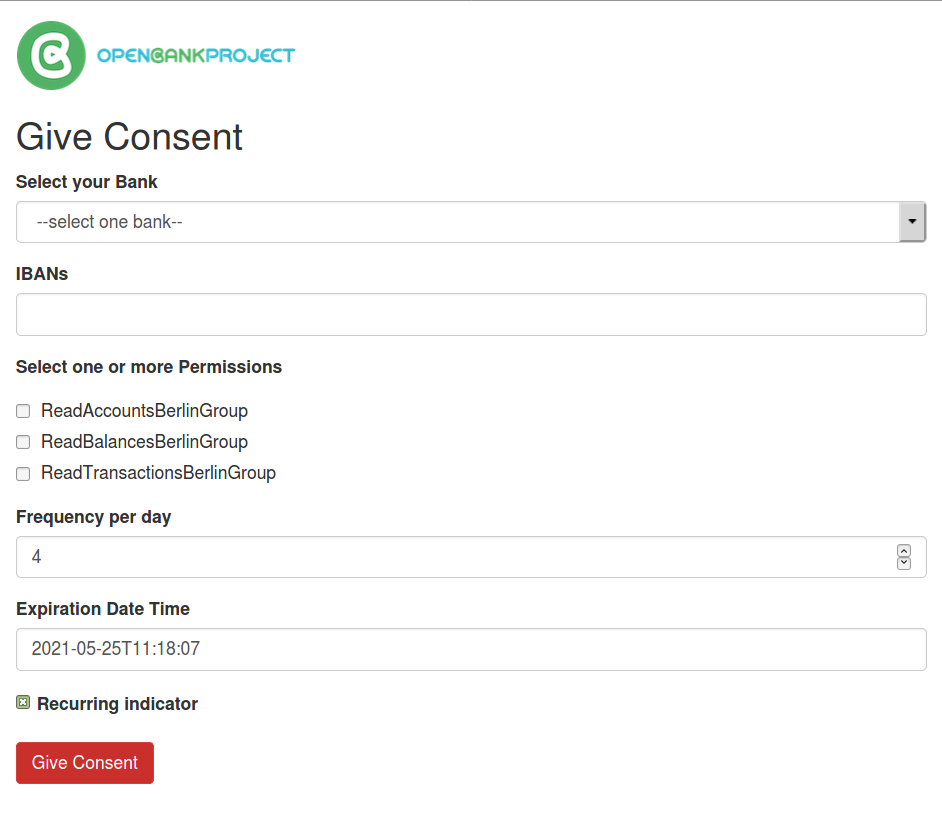 OPENBANKPROJECT
Give Consent
Select your Bank
--select one bank--
IBANs
Select one or more Permissions
ReadAccountsBerlinGroup
ReadBalancesBerlinGroup
ReadTransactionsBerlinGroup
Frequency per day
4
Expiration Date Time
2021-05-25T11:18:07
Recurring indicator
Give Consent